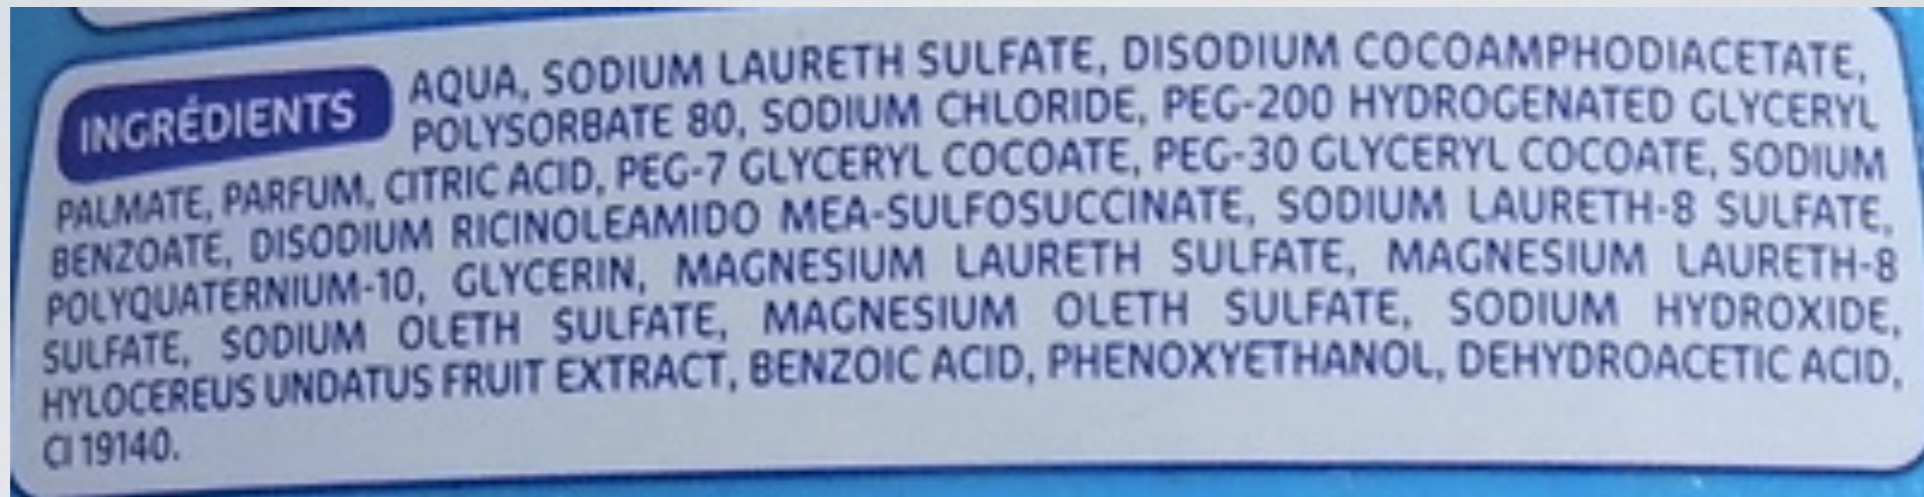 INGRÉDIENTS AQUA, SODIUM LAURETH SULFATE, DISODIUM COCOAMPHODIACETATE,
POLYSORBATE 80, SODIUM CHLORIDE, PEG-200 HYDROGENATED GLYCERYL
PALMATE, PARFUM, CITRIC ACID, PEG-7 GLYCERYL COCOATE, PEG-30 GLYCERYL COCOATE, SODIUM
BENZOATE, DISODIUM RICINOLEAMIDO MEA-SULFOSUCCINATE, SODIUM LAURETH-8 SULFATE,
POLYQUATERNIUM-10, GLYCERIN, MAGNESIUM LAURETH SULFATE, MAGNESIUM LAURETH-8
SULFATE, SODIUM OLETH SULFATE, MAGNESIUM OLETH SULFATE, SODIUM HYDROXIDE,
HYLOCEREUS UNDATUS FRUIT EXTRACT, BENZOIC ACID, PHENOXYETHANOL, DEHYDROACETIC ACID,
CI 19140.